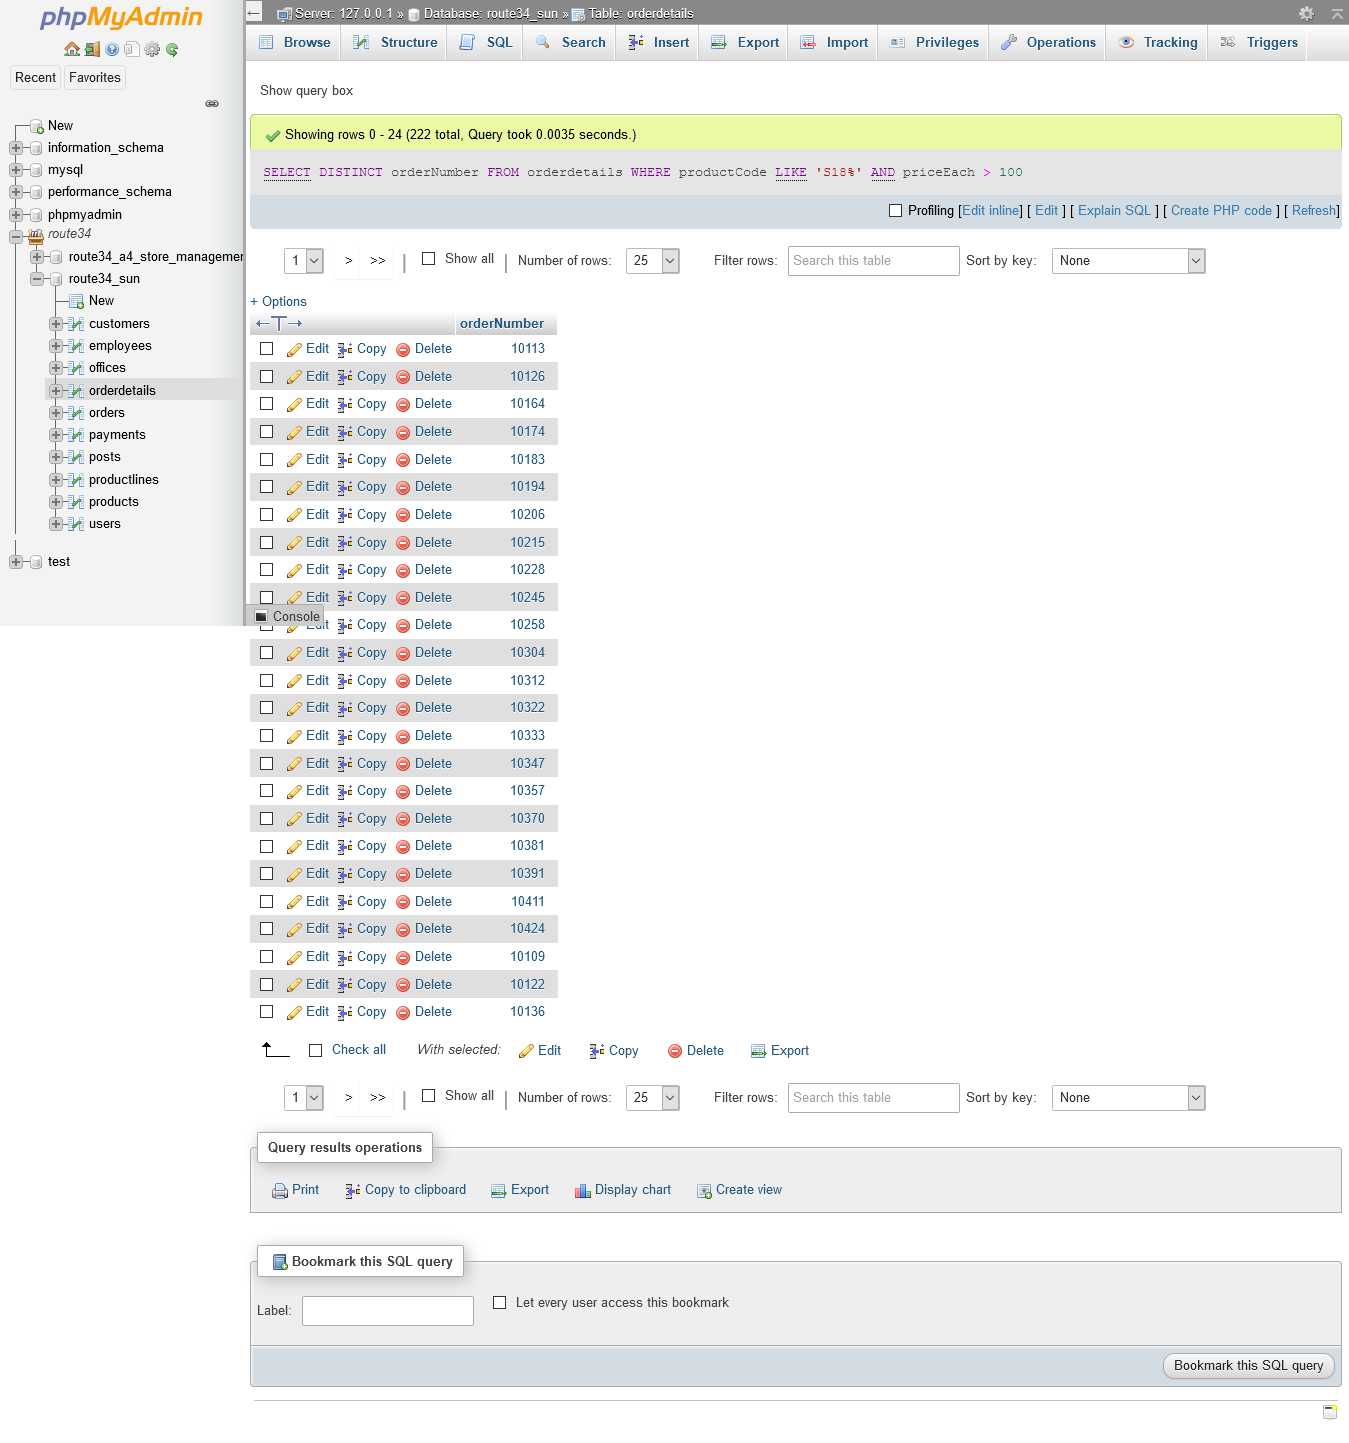 phpMyAdmin
Recent Favorites
New
information_schema
mysql
performance_schema
phpmyadmin
route34
route34_a4_store_managemen
route34_sun
New
customers
employees
offices
orderdetails
orders
payments
posts
productlines
products
users
test
Server: 127.0.0.1 » Database: route34_sun » Table: orderdetails
Browse Structure SQL Search Insert Export Import Privileges Operations Tracking Triggers
Show query box
Showing rows 0 - 24 (222 total, Query took 0.0035 seconds.)
SELECT DISTINCT orderNumber FROM orderdetails WHERE productCode LIKE 'S18%' AND priceEach > 100
Profiling [Edit inline] [ Edit ] [ Explain SQL ] [ Create PHP code ] [ Refresh]
1 > >> | Show all | Number of rows: 25 Filter rows: Search this table Sort by key: None
+ Options
←T→ orderNumber
Edit Copy Delete 10113
Edit Copy Delete 10126
Edit Copy Delete 10164
Edit Copy Delete 10174
Edit Copy Delete 10183
Edit Copy Delete 10194
Edit Copy Delete 10206
Edit Copy Delete 10215
Edit Copy Delete 10228
Edit Copy Delete 10245
Console
Edit Copy Delete 10258
Edit Copy Delete 10304
Edit Copy Delete 10312
Edit Copy Delete 10322
Edit Copy Delete 10333
Edit Copy Delete 10347
Edit Copy Delete 10357
Edit Copy Delete 10370
Edit Copy Delete 10381
Edit Copy Delete 10391
Edit Copy Delete 10411
Edit Copy Delete 10424
Edit Copy Delete 10109
Edit Copy Delete 10122
Edit Copy Delete 10136
Check all With selected: Edit Copy Delete Export
1 > >> | Show all | Number of rows: 25 Filter rows: Search this table Sort by key: None
Query results operations
Print Copy to clipboard Export Display chart Create view
Bookmark this SQL query
Label: Let every user access this bookmark
Bookmark this SQL query